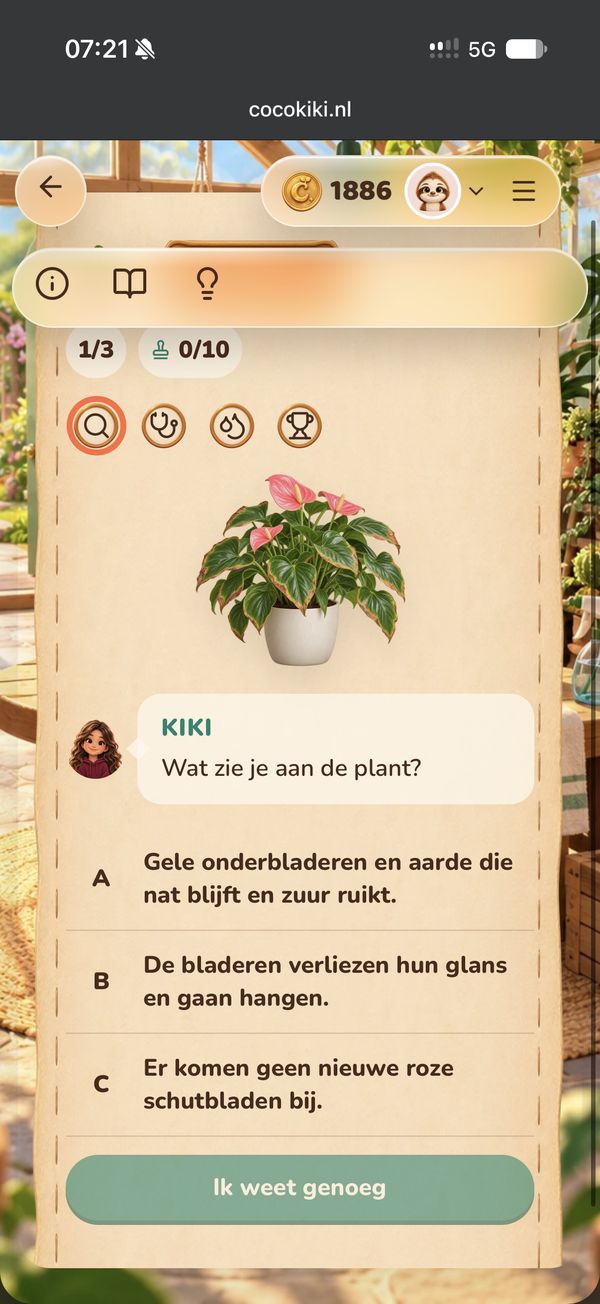 07:21
5G
cocokiki.nl
1886
1/3
0/10
KIKI
Wat zie je aan de plant?
A
Gele onderbladeren en aarde die
nat blijft en zuur ruikt.
B
De bladeren verliezen hun glans
en gaan hangen.
C
Er komen geen nieuwe roze
schutbladen bij.
Ik weet genoeg